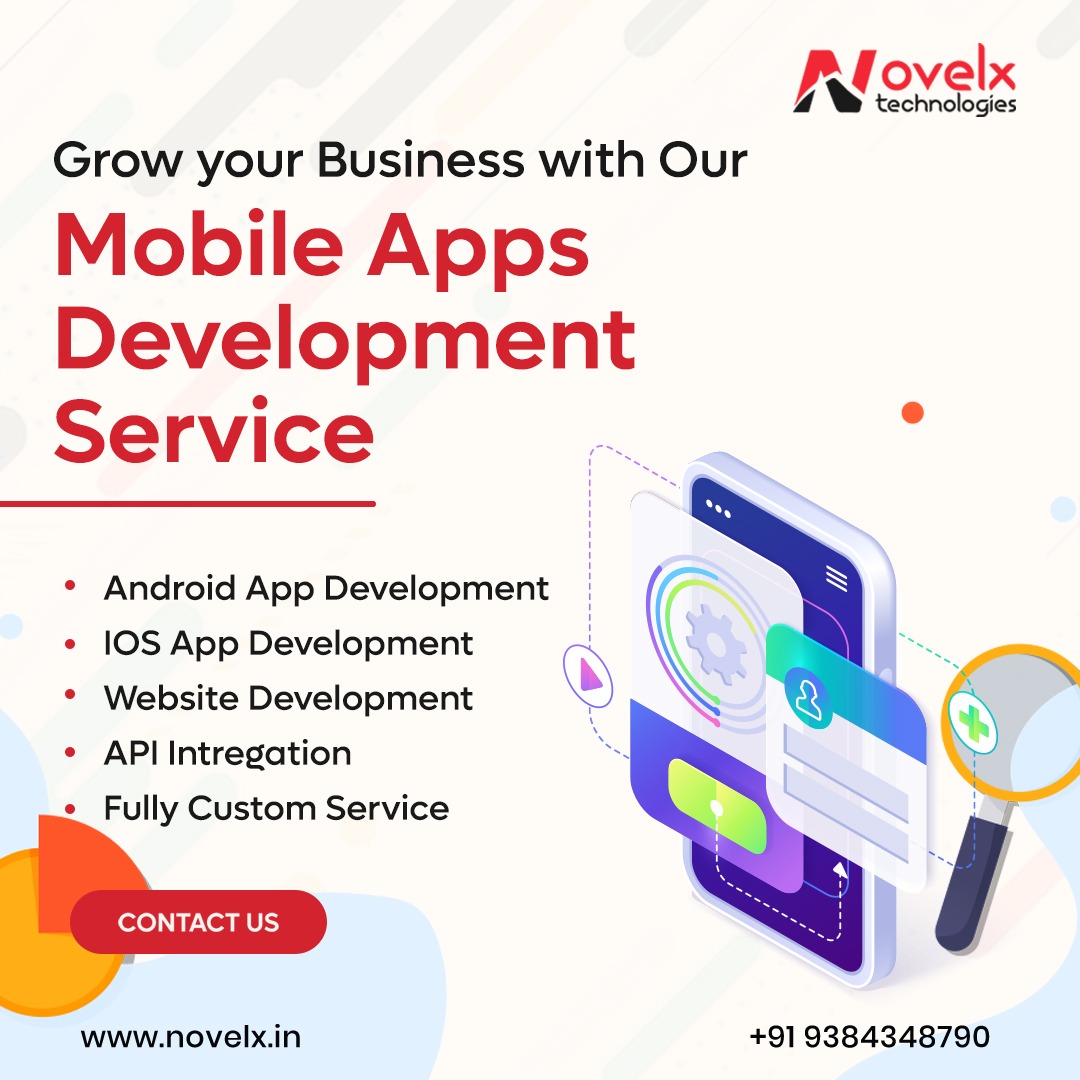 Novelx
technologies
Grow your Business with Our
Mobile Apps
Development
Service
• Android App Development
• IOS App Development
• Website Development
• API Intregation
• Fully Custom Service
CONTACT US
www.novelx.in
+91 9384348790